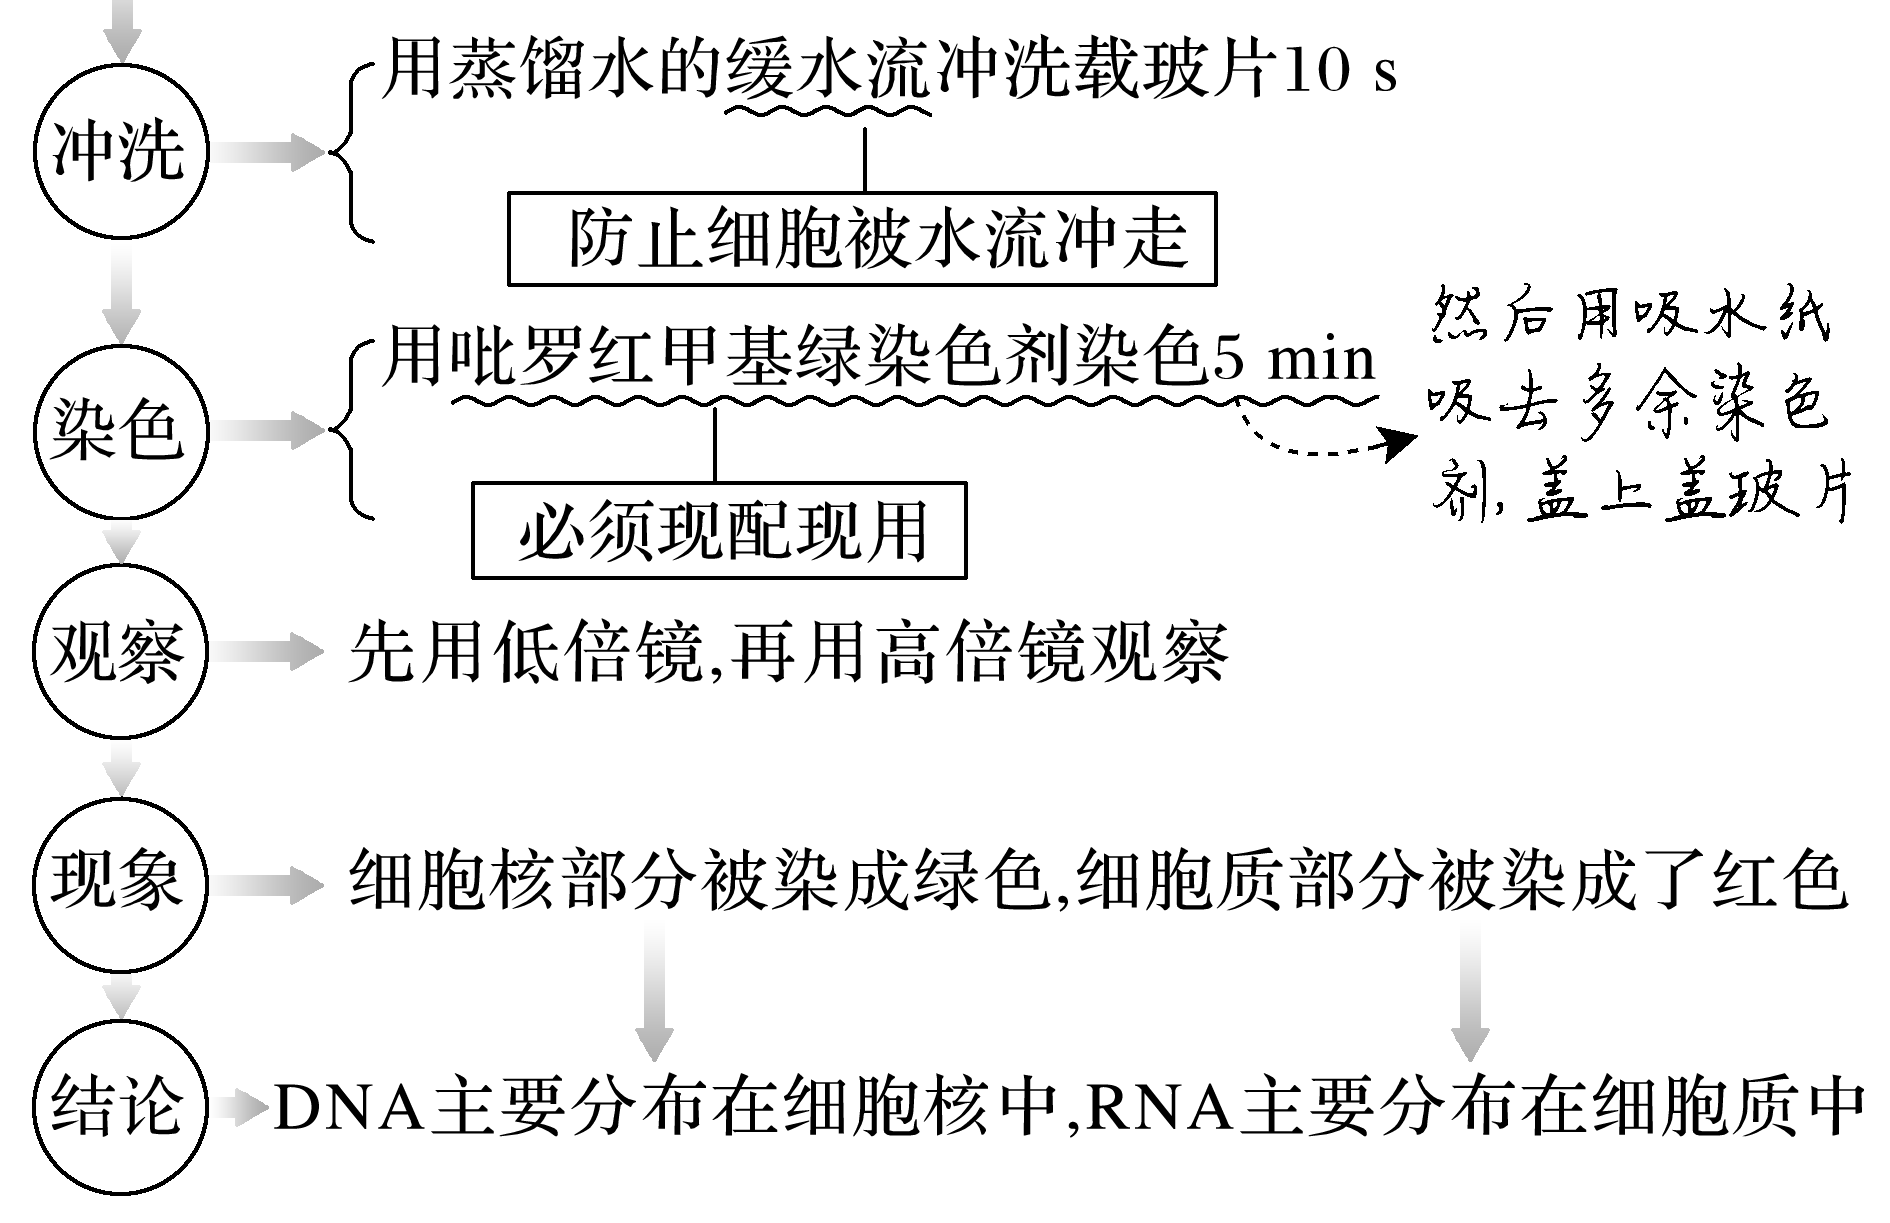 冲洗
用蒸馏水的缓水流冲洗载玻片10 s
防止细胞被水流冲走
染色
用吡罗红甲基绿染色剂染色5 min
必须现配现用
然后用吸水纸
吸去多余染色
剂,盖上盖玻片
观察
先用低倍镜,再用高倍镜观察
现象
细胞核部分被染成绿色,细胞质部分被染成了红色
结论
DNA主要分布在细胞核中,RNA主要分布在细胞质中